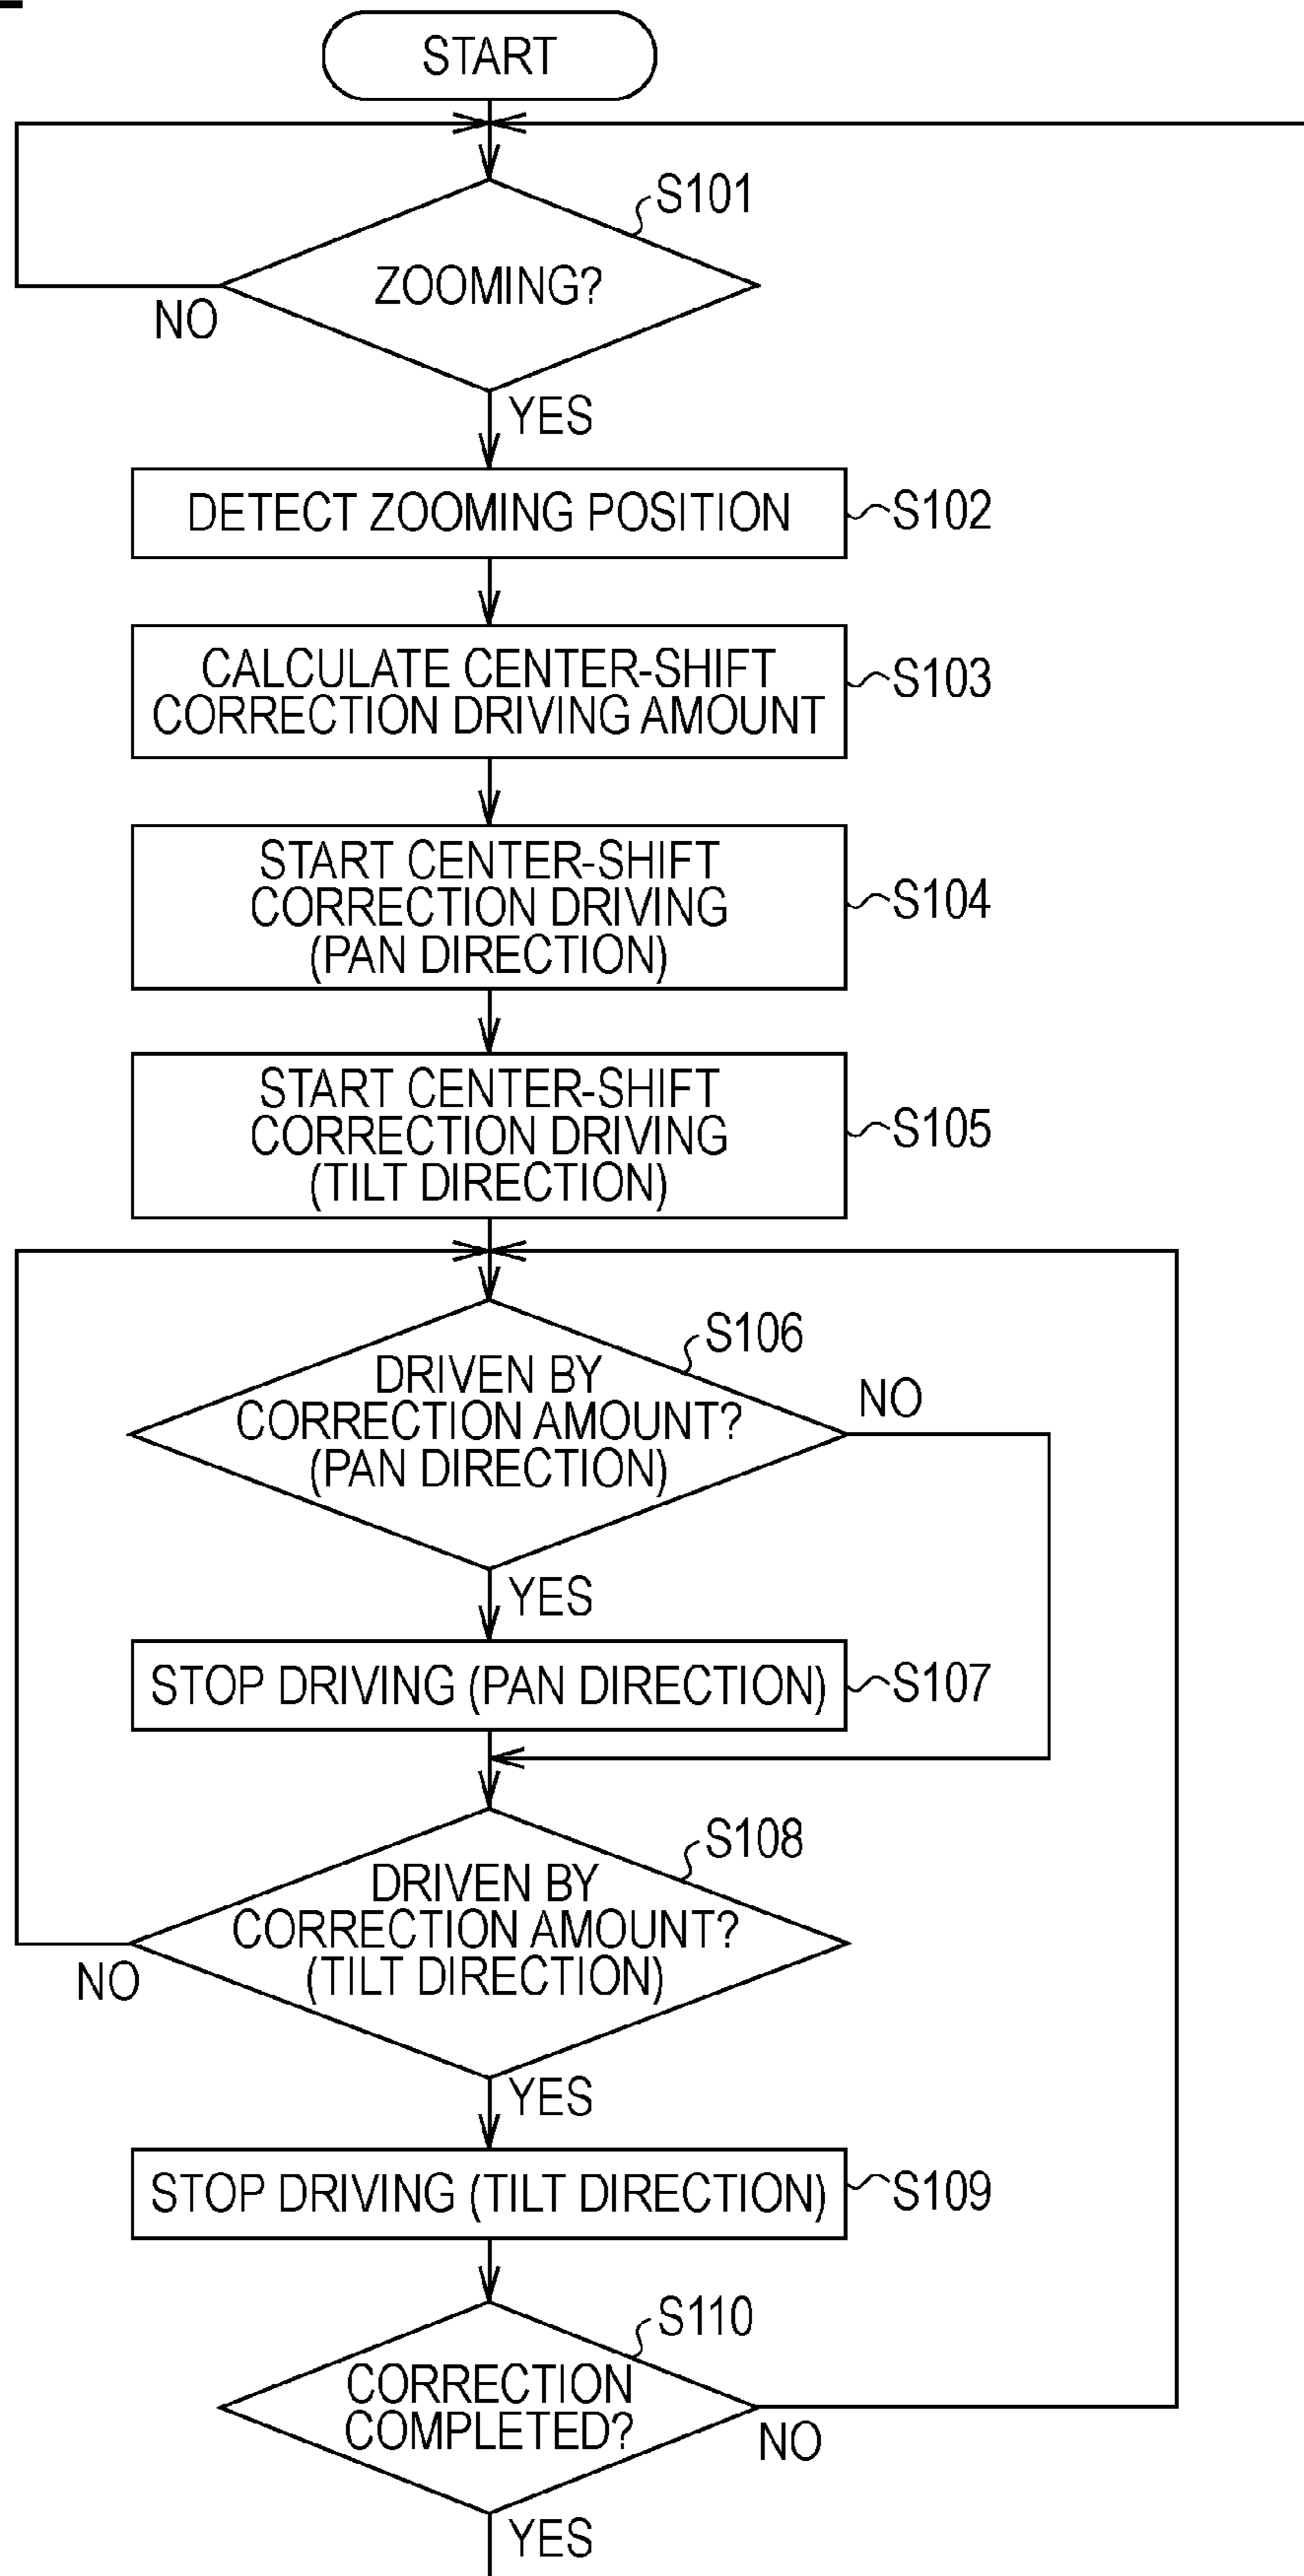 START
S101
ZOOMING?
NO
YES
DETECT ZOOMING POSITION
S102
CALCULATE CENTER-SHIFT
CORRECTION DRIVING AMOUNT
S103
START CENTER-SHIFT
CORRECTION DRIVING
(PAN DIRECTION)
S104
START CENTER-SHIFT
CORRECTION DRIVING
(TILT DIRECTION)
S105
S106
DRIVEN BY
CORRECTION AMOUNT?
(PAN DIRECTION)
NO
YES
STOP DRIVING (PAN DIRECTION)
S107
S108
DRIVEN BY
CORRECTION AMOUNT?
(TILT DIRECTION)
NO
YES
STOP DRIVING (TILT DIRECTION)
S109
S110
CORRECTION
COMPLETED?
NO
YES